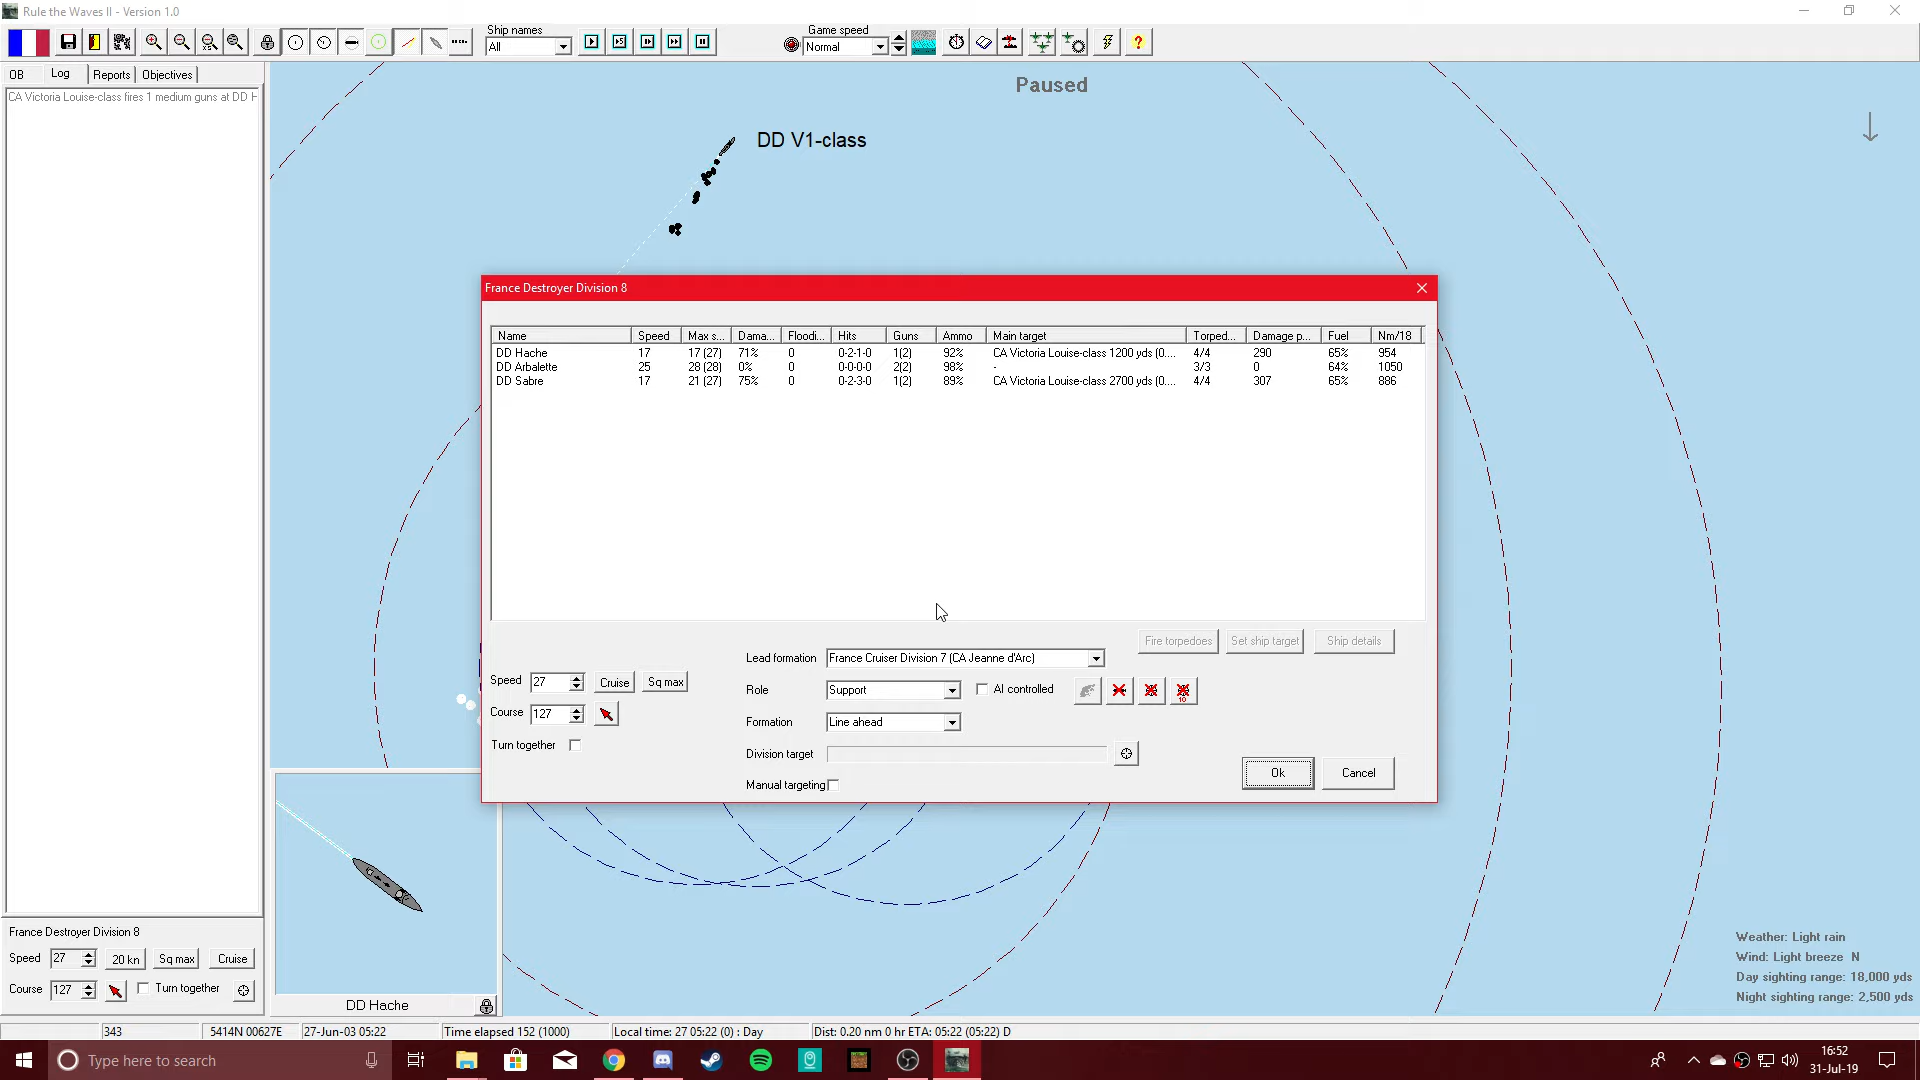 Rule the Waves II - Version 1.0
Ship names
All
Game speed
Normal
OB
Log
Reports
Objectives
CA Victoria Louise-class fires 1 medium guns at DD H
Paused
DD V1-class
France Destroyer Division 8
Name Speed Max s... Dama... Floodi... Hits Guns Ammo Main target Torped... Damage p... Fuel Nm/18
DD Hache 17 17 (27) 71% 0 0-2-1-0 1(2) 92% CA Victoria Louise-class 1200 yds (0.... 4/4 290 65% 954
DD Arbalette 25 28 (28) 0% 0 0-0-0-0 2(2) 98% - 3/3 0 64% 1050
DD Sabre 17 21 (27) 75% 0 0-2-3-0 1(2) 89% CA Victoria Louise-class 2700 yds (0.... 4/4 307 65% 886
Fire torpedoes Set ship target Ship details
Lead formation France Cruiser Division 7 (CA Jeanne d'Arc)
Speed 27 Cruise Sq max
Role Support AI controlled
10
Course 127
Formation Line ahead
Turn together
Division target
Manual targeting
Ok Cancel
France Destroyer Division 8
Speed 27 20 kn Sq max Cruise
Course 127 Turn together
DD Hache
Weather: Light rain
Wind: Light breeze N
Day sighting range: 18,000 yds
Night sighting range: 2,500 yds
343 5414N 00627E 27-Jun-03 05:22 Time elapsed 152 (1000) Local time: 27 05:22 (0) : Day Dist: 0.20 nm 0 hr ETA: 05:22 (05:22) D
Type here to search
16:52
31-Jul-19